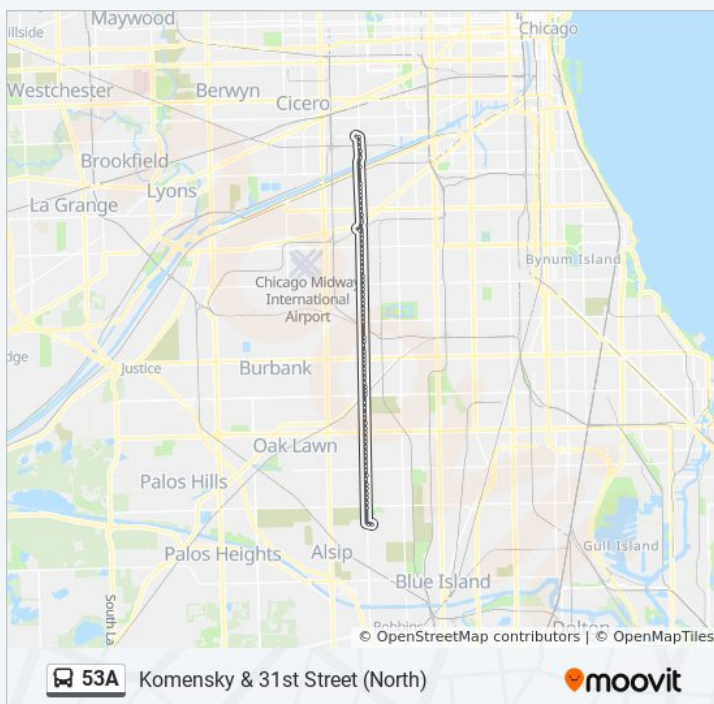 Maywood
Chicago
illside
Westchester
Berwyn
Cicero
Brookfield
Lyons
La Grange
Bynum Island
Chicago Midway
International
Airport
dge
Justice
Burbank
Oak Lawn
Palos Hills
Palos Heights
Alsip
Gull Island
Blue Island
South La
Robbins
Dolton
© OpenStreetMap contributors | © OpenMapTiles
53A
Komensky & 31st Street (North)
moovit